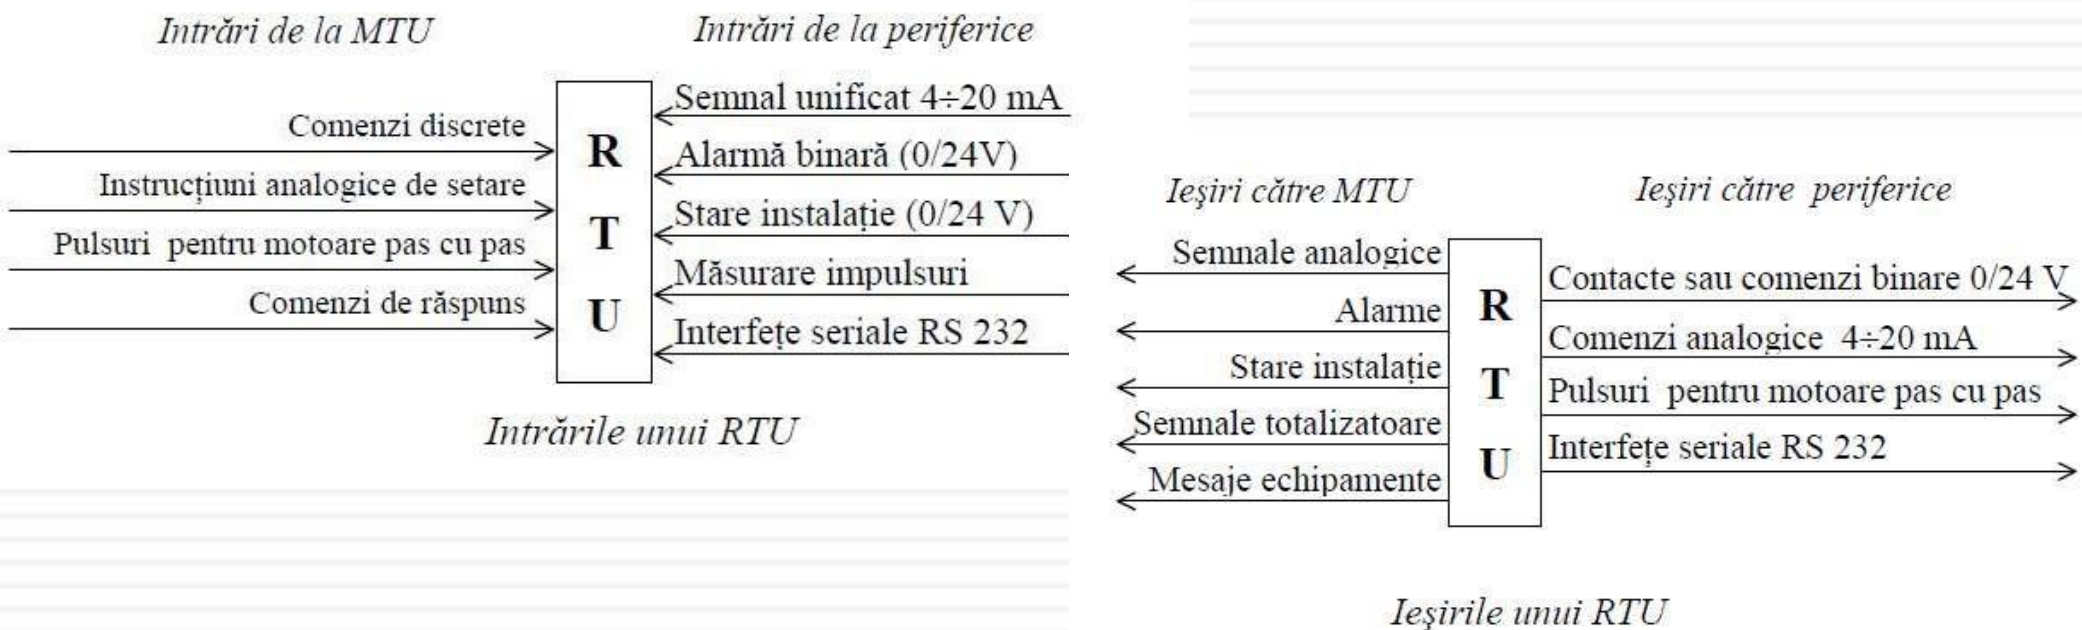 Intrări de la MTU
Intrări de la periferice
Comenzi discrete
Instrucțiuni analogice de setare
Pulsuri pentru motoare pas cu pas
Comenzi de răspuns
R
T
U
Semnal unificat 4÷20 mA
Alarmă binară (0/24V)
Stare instalație (0/24 V)
Măsurare impulsuri
Interfețe seriale RS 232
Intrările unui RTU
Ieşiri către MTU
Ieşiri către periferice
Semnale analogice
Alarme
Stare instalație
Semnale totalizatoare
Mesaje echipamente
R
T
U
Contacte sau comenzi binare 0/24 V
Comenzi analogice 4÷20 mA
Pulsuri pentru motoare pas cu pas
Interfețe seriale RS 232
Ieşirile unui RTU